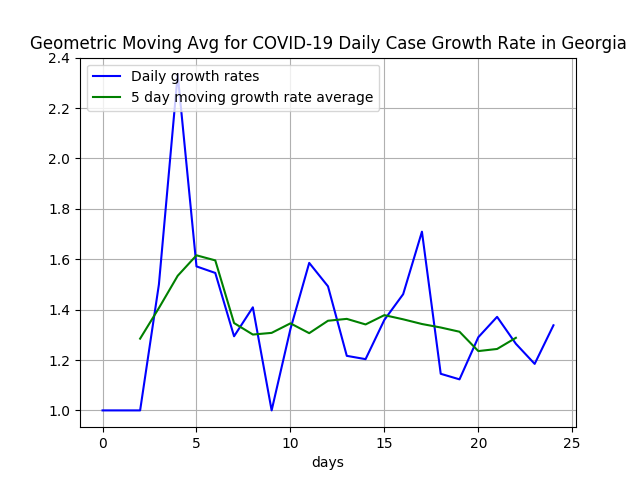 Geometric Moving Avg for COVID-19 Daily Case Growth Rate in Georgia
Daily growth rates
5 day moving growth rate average
2.4
2.2
2.0
1.8
1.6
1.4
1.2
1.0
0 5 10 15 20 25
days